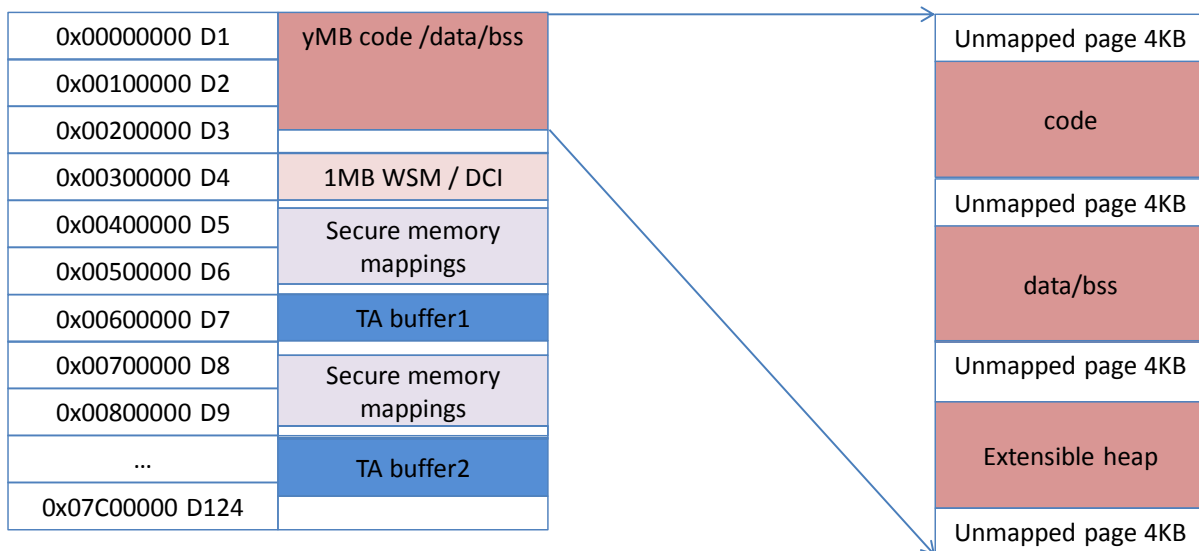 0x00000000 D1
0x00100000 D2
0x00200000 D3
0x00300000 D4
0x00400000 D5
0x00500000 D6
0x00600000 D7
0x00700000 D8
0x00800000 D9
...
0x07C00000 D124
yMB code /data/bss
1MB WSM / DCI
Secure memory
mappings
TA buffer1
Secure memory
mappings
TA buffer2
Unmapped page 4KB
code
Unmapped page 4KB
data/bss
Unmapped page 4KB
Extensible heap
Unmapped page 4KB